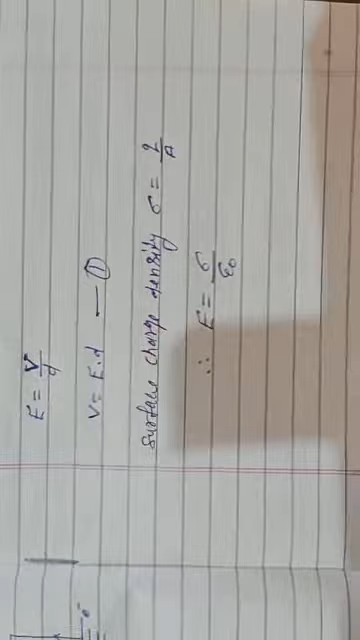 E = V/d
V = E.d — ①
Surface charge density σ = q/A
∴ E = σ/ε₀